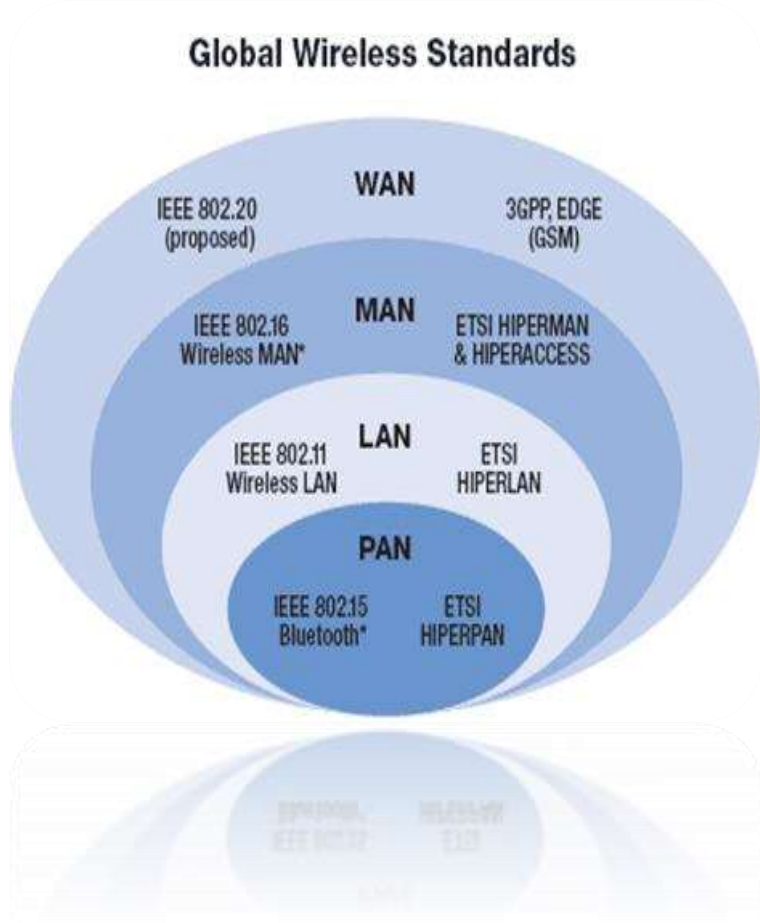 Global Wireless Standards
WAN
IEEE 802.20
(proposed)
3GPP, EDGE
(GSM)
MAN
IEEE 802.16
Wireless MAN*
ETSI HIPERMAN
& HIPERACCESS
LAN
IEEE 802.11
Wireless LAN
ETSI
HIPERLAN
PAN
IEEE 802.15
Bluetooth*
ETSI
HIPERPAN